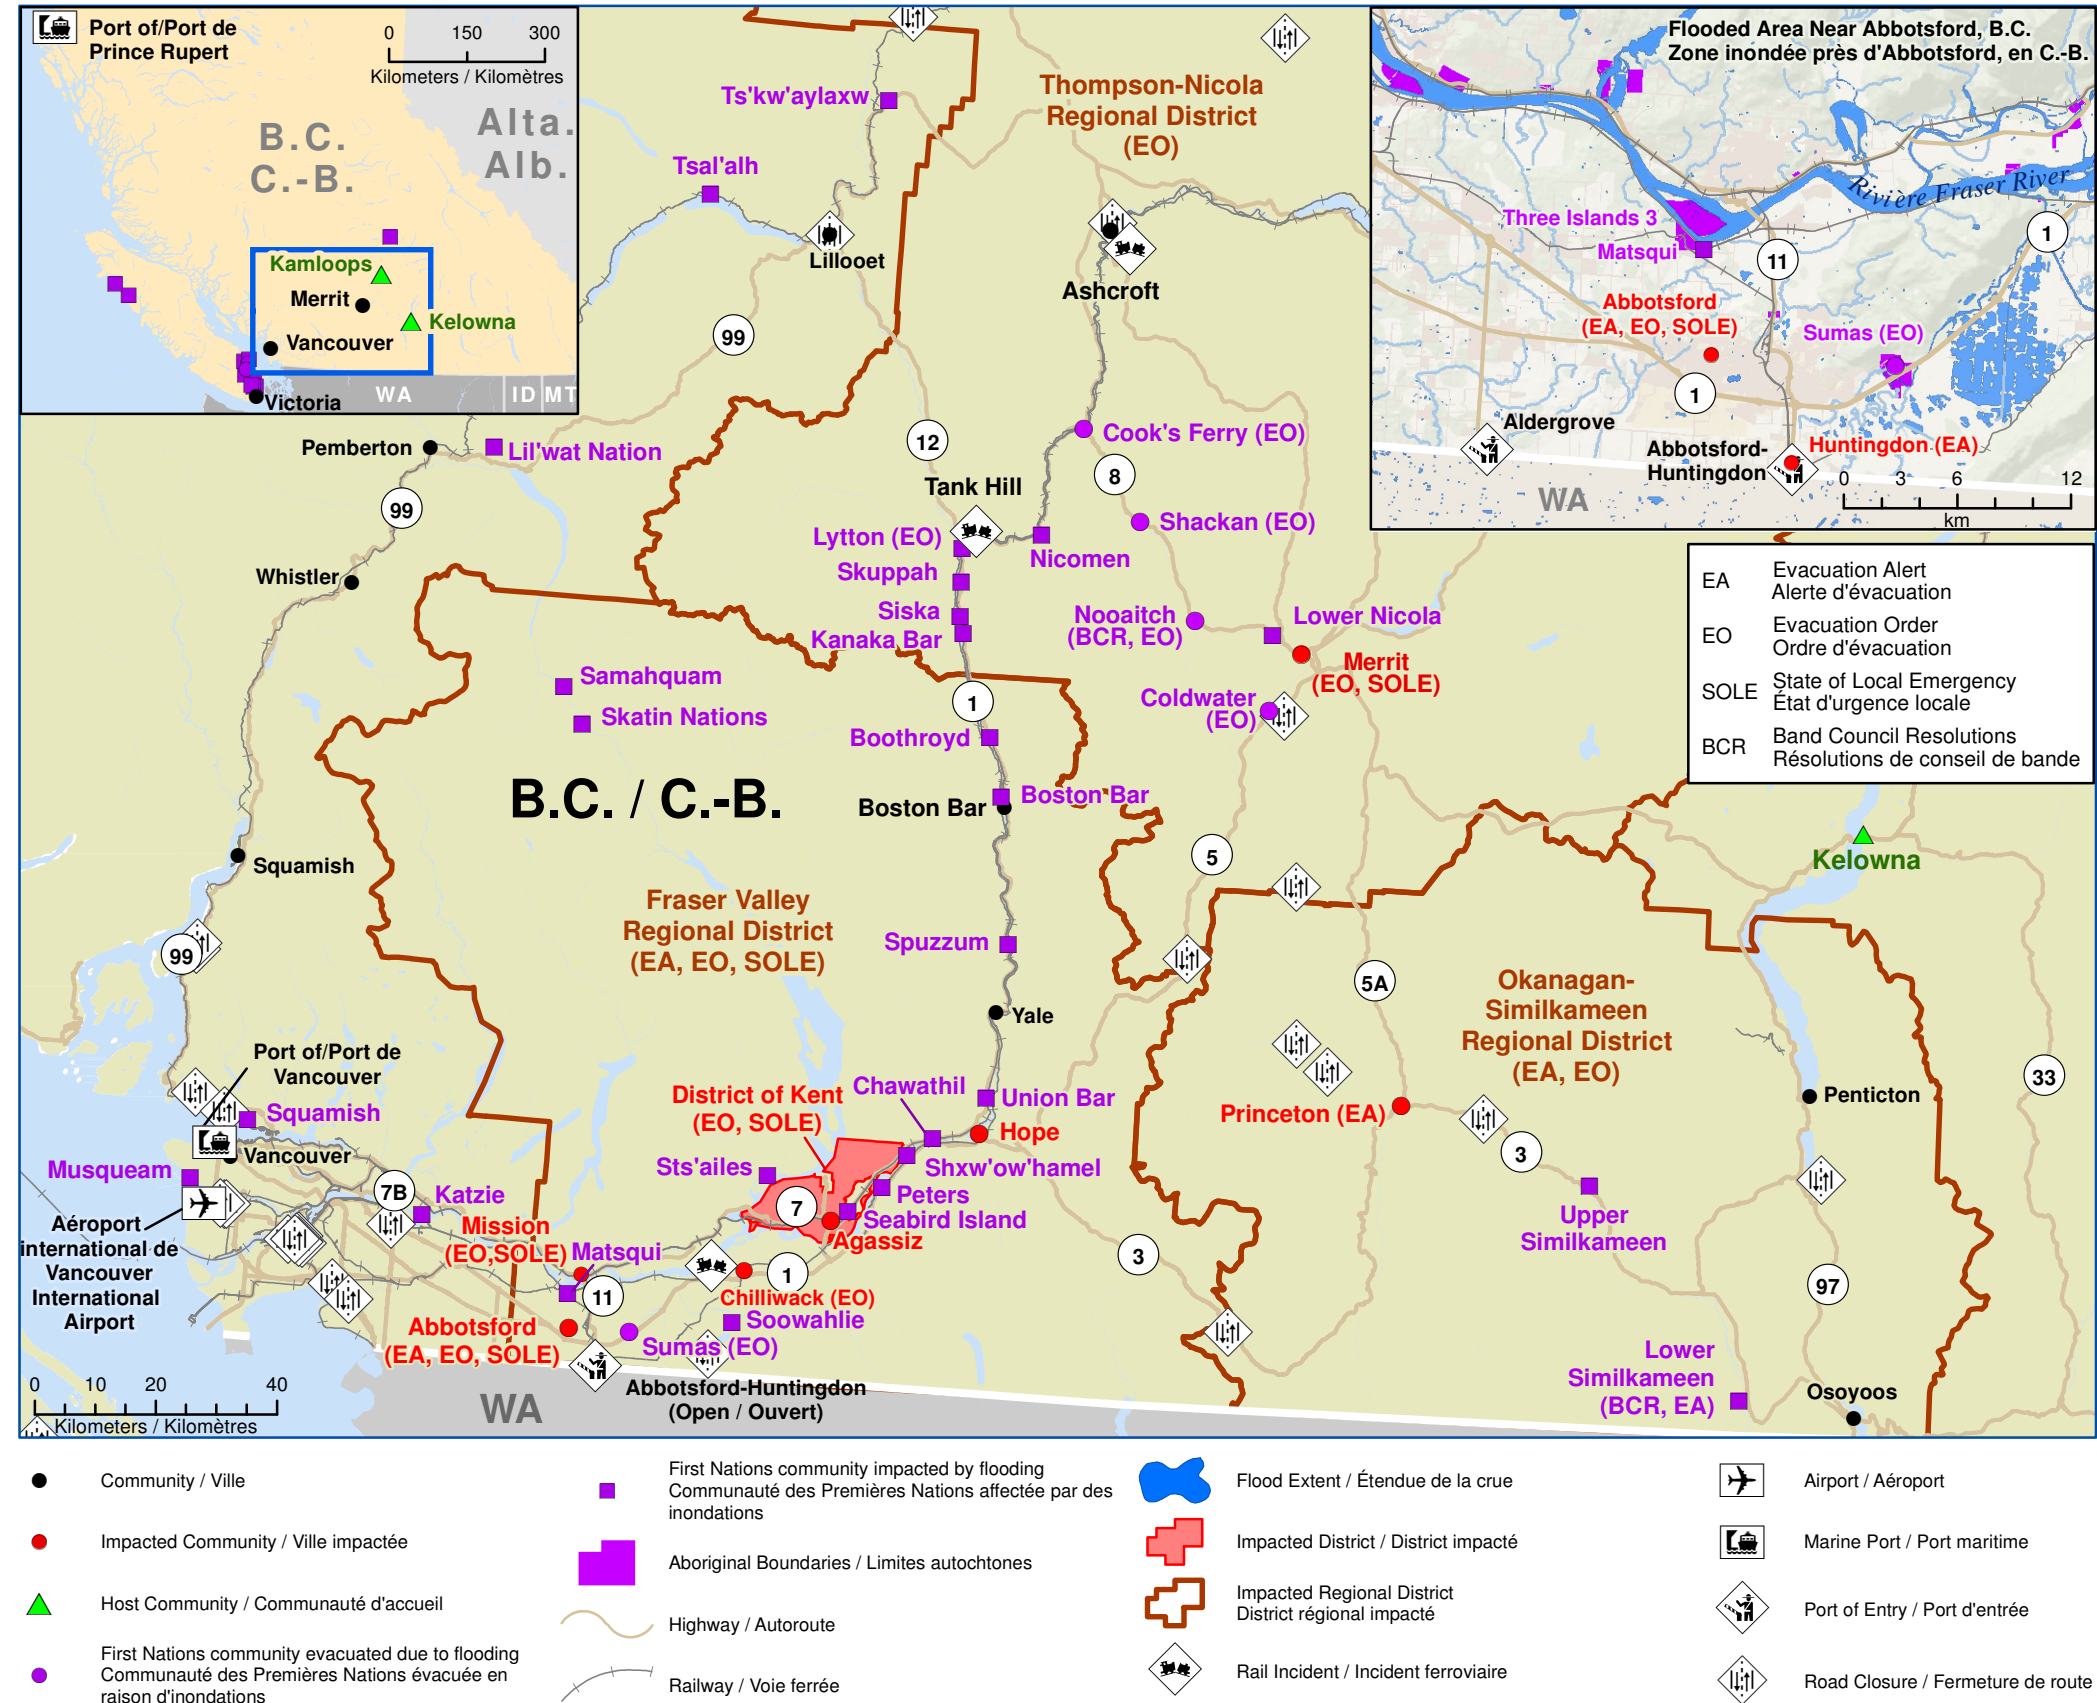 Port of/Port de
Prince Rupert
0 150 300
Kilometers / Kilomètres
B.C.
C.-B.
Alta.
Alb.
Kamloops
Merrit
Kelowna
Vancouver
Victoria
WA
ID
MT
Flooded Area Near Abbotsford, B.C.
Zone inondée près d'Abbotsford, en C.-B.
Rivière Fraser River
Three Islands 3
Matsqui
1
11
Abbotsford
(EA, EO, SOLE)
Sumas (EO)
1
Aldergrove
Abbotsford-
Huntingdon
Huntingdon (EA)
WA
0 3 6 12
km
EA
Evacuation Alert
Alerte d'évacuation
EO
Evacuation Order
Ordre d'évacuation
SOLE
State of Local Emergency
État d'urgence locale
BCR
Band Council Resolutions
Résolutions de conseil de bande
Thompson-Nicola
Regional District
(EO)
Ts'kw'aylaxw
Tsal'alh
Lillooet
Ashcroft
99
12
Pemberton
Lil'wat Nation
Cook's Ferry (EO)
8
99
Tank Hill
Shackan (EO)
Lytton (EO)
Nicomen
Skuppah
Whistler
Siska
Kanaka Bar
Nooaitch
(BCR, EO)
Lower Nicola
Merrit
(EO, SOLE)
Samahquam
Skatin Nations
1
Coldwater
(EO)
Boothroyd
B.C. / C.-B.
Boston Bar
Boston Bar
5
Kelowna
Squamish
Fraser Valley
Regional District
(EA, EO, SOLE)
Spuzzum
99
5A
Okanagan-
Similkameen
Regional District
(EA, EO)
Yale
Port of/Port de
Vancouver
Squamish
District of Kent
(EO, SOLE)
Chawathil
Union Bar
Hope
Princeton (EA)
Penticton
33
3
Vancouver
Musqueam
Sts'ailes
Shxw'ow'hamel
Peters
Seabird Island
Agassiz
7
7B
Katzie
Upper
Similkameen
Aéroport
international de
Vancouver
International
Airport
Mission
(EO,SOLE)
Matsqui
11
1
3
97
Chilliwack (EO)
Soowahlie
Abbotsford
(EA, EO, SOLE)
Sumas (EO)
Abbotsford-Huntingdon
(Open / Ouvert)
WA
Lower
Similkameen
(BCR, EA)
Osoyoos
0 10 20 40
Kilometers / Kilomètres
Community / Ville
Impacted Community / Ville impactée
Host Community / Communauté d'accueil
First Nations community evacuated due to flooding
Communauté des Premières Nations évacuée en
raison d'inondations
First Nations community impacted by flooding
Communauté des Premières Nations affectée par des
inondations
Aboriginal Boundaries / Limites autochtones
Highway / Autoroute
Railway / Voie ferrée
Flood Extent / Étendue de la crue
Impacted District / District impacté
Impacted Regional District
District régional impacté
Rail Incident / Incident ferroviaire
Airport / Aéroport
Marine Port / Port maritime
Port of Entry / Port d'entrée
Road Closure / Fermeture de route